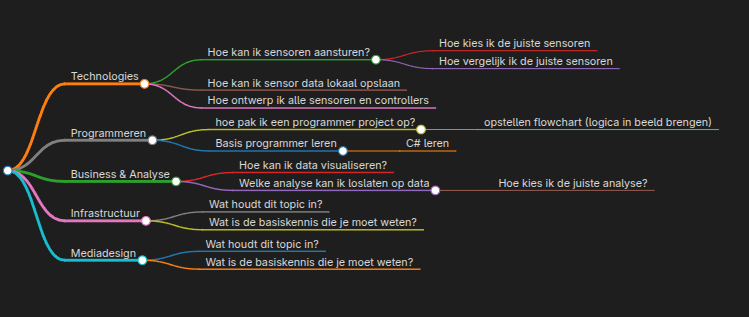 Technologies
Hoe kan ik sensoren aansturen?
Hoe kies ik de juiste sensoren
Hoe vergelijk ik de juiste sensoren
Hoe kan ik sensor data lokaal opslaan
Hoe ontwerp ik alle sensoren en controllers
Programmeren
hoe pak ik een programmer project op?
opstellen flowchart (logica in beeld brengen)
Basis programmer leren
C# leren
Business & Analyse
Hoe kan ik data visualiseren?
Welke analyse kan ik loslaten op data
Hoe kies ik de juiste analyse?
Infrastructuur
Wat houdt dit topic in?
Wat is de basiskennis die je moet weten?
Mediadesign
Wat houdt dit topic in?
Wat is de basiskennis die je moet weten?